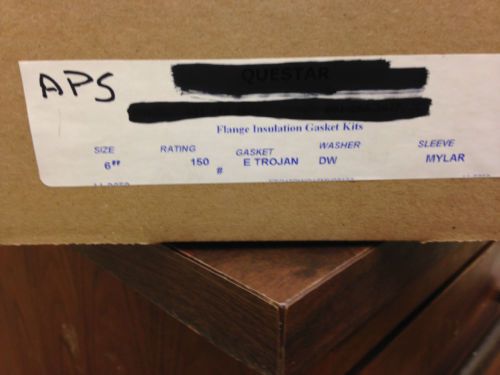 APS
QUESTAR
Flange Insulation Gasket Kits
SIZE RATING GASKET WASHER SLEEVE
6" 150 # E TROJAN DW MYLAR